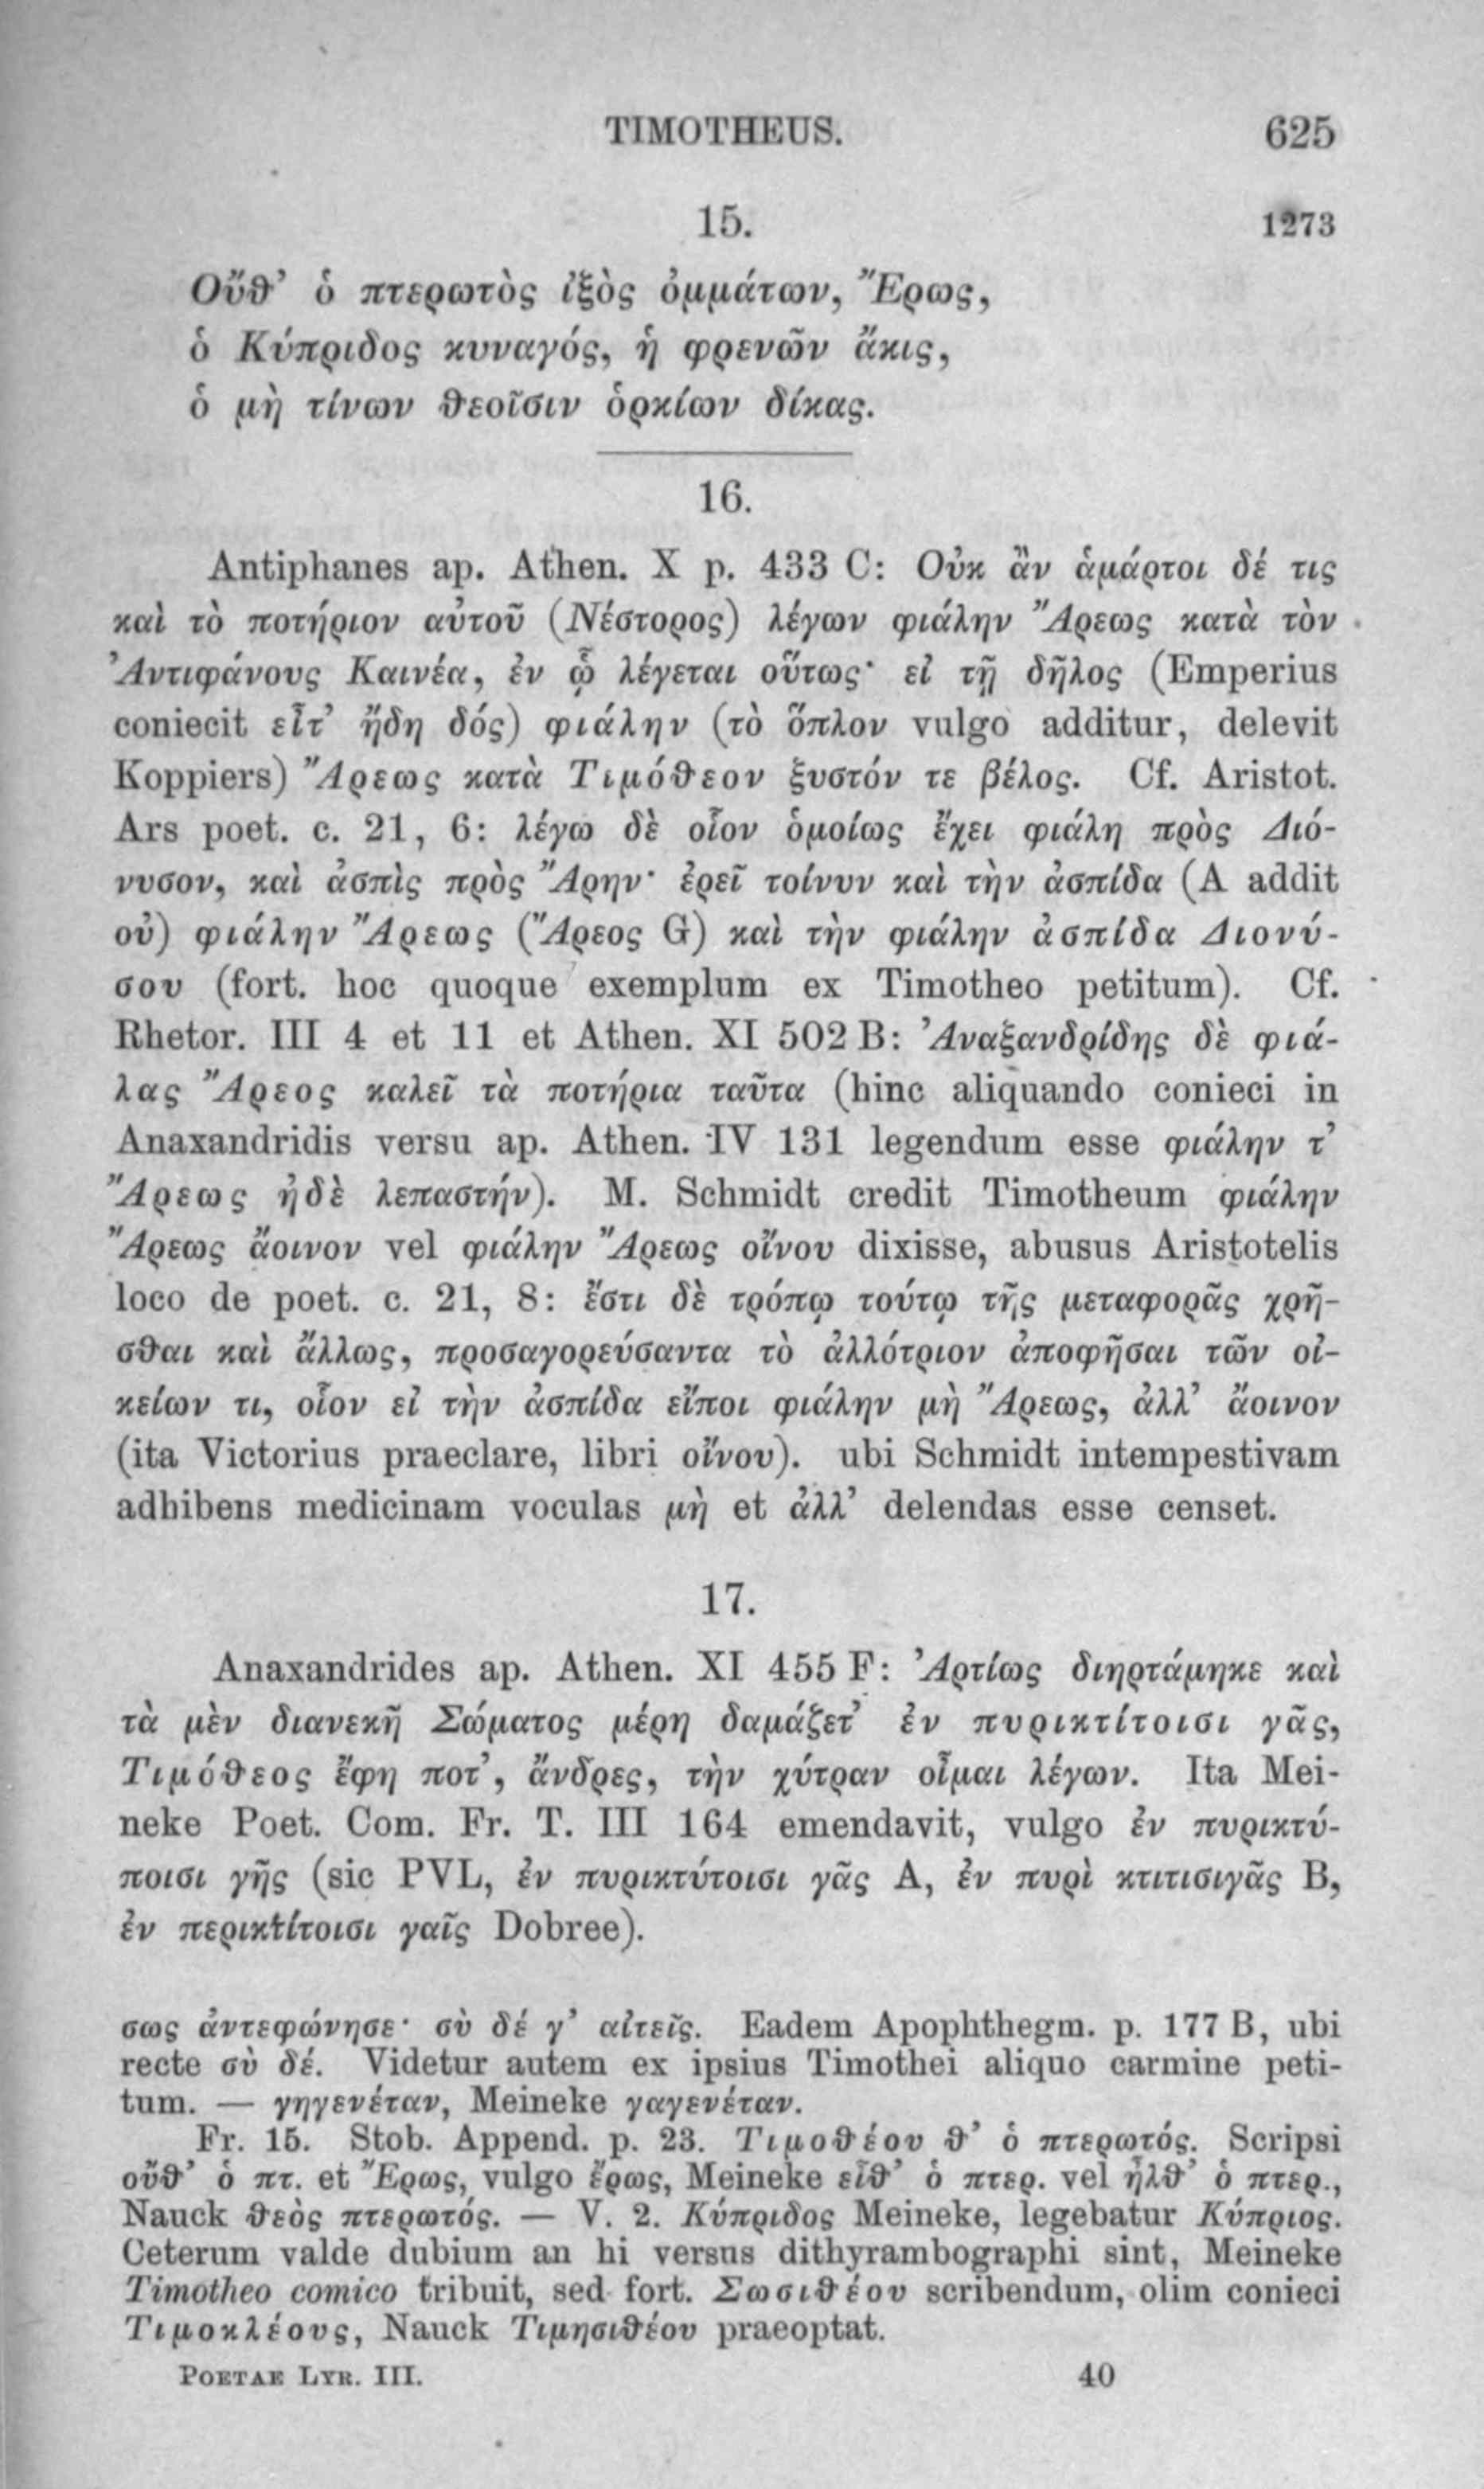 TIMOTHEUS. 625
15. 1273
Οὔθ’ ὁ πτερωτὸς ἰξὸς ὀμμάτων, Ἔρως,
ὁ Κύπριδος κυναγός, ἡ φρενῶν ἄκις,
ὁ μὴ τίνων θεοῖσιν ὁρκίων δίκας.
16.
Antiphanes ap. Athen. X p. 433 C: Οὐκ ἂν ἁμάρτοι δέ τις
καὶ τὸ ποτήριον αὐτοῦ (Νέστορος) λέγων φιάλην Ἄρεως κατὰ τὸν
Ἀντιφάνους Καινέα, ἐν ᾧ λέγεται οὕτως· εἰ τῇ δῆλος (Emperius
coniecit εἶτ’ ἤδη δός) φιάλην (τὸ ὅπλον vulgo additur, delevit
Koppiers) Ἄρεως κατὰ Τιμόθεον ξυστόν τε βέλος. Cf. Aristot.
Ars poet. c. 21, 6: λέγω δὲ οἷον ὁμοίως ἔχει φιάλη πρὸς Διό-
νυσον, καὶ ἀσπὶς πρὸς Ἄρην· ἐρεῖ τοίνυν καὶ τὴν ἀσπίδα (A addit
οὐ) φιάλην Ἄρεως (Ἄρεος G) καὶ τὴν φιάλην ἀσπίδα Διονύ-
σου (fort. hoc quoque exemplum ex Timotheo petitum). Cf.
Rhetor. III 4 et 11 et Athen. XI 502 B: Ἀναξανδρίδης δὲ φιά-
λας Ἄρεος καλεῖ τὰ ποτήρια ταῦτα (hinc aliquando conieci in
Anaxandridis versu ap. Athen. IV 131 legendum esse φιάλην τ’
Ἄρεως ἠδὲ λεπαστήν). M. Schmidt credit Timotheum φιάλην
Ἄρεως ἄοινον vel φιάλην Ἄρεως οἴνου dixisse, abusus Aristotelis
loco de poet. c. 21, 8: ἔστι δὲ τρόπῳ τούτῳ τῆς μεταφορᾶς χρῆ-
σθαι καὶ ἄλλως, προσαγορεύσαντα τὸ ἀλλότριον ἀποφῆσαι τῶν οἰ-
κείων τι, οἷον εἰ τὴν ἀσπίδα εἴποι φιάλην μὴ Ἄρεως, ἀλλ’ ἄοινον
(ita Victorius praeclare, libri οἴνου). ubi Schmidt intempestivam
adhibens medicinam voculas μὴ et ἀλλ’ delendas esse censet.
17.
Anaxandrides ap. Athen. XI 455 F: Ἀρτίως διηρτάμηκε καὶ
τὰ μὲν διανεκῆ Σώματος μέρη δαμάζετ’ ἐν πυρικτίτοισι γᾶς,
Τιμόθεος ἔφη ποτ’, ἄνδρες, τὴν χύτραν οἶμαι λέγων. Ita Mei-
neke Poet. Com. Fr. T. III 164 emendavit, vulgo ἐν πυρικτύ-
ποισι γῆς (sic PVL, ἐν πυρικτύτοισι γᾶς A, ἐν πυρὶ κτιτισιγᾶς B,
ἐν περικτίτοισι γαῖς Dobree).
σως ἀντεφώνησε· σὺ δέ γ’ αἰτεῖς. Eadem Apophthegm. p. 177 B, ubi
recte σὺ δέ. Videtur autem ex ipsius Timothei aliquo carmine peti-
tum. — γηγενέταν, Meineke γαγενέταν.
Fr. 15. Stob. Append. p. 23. Τιμοθέου θ’ ὁ πτερωτός. Scripsi
οὔθ’ ὁ πτ. et Ἔρως, vulgo ἔρως, Meineke εἶθ’ ὁ πτερ. vel ἦλθ’ ὁ πτερ.,
Nauck θεὸς πτερωτός. — V. 2. Κύπριδος Meineke, legebatur Κύπριος.
Ceterum valde dubium an hi versus dithyrambographi sint, Meineke
Timotheo comico tribuit, sed fort. Σωσιθέου scribendum, olim conieci
Τιμοκλέους, Nauck Τιμησιθέου praeoptat.
POETAE LYR. III. 40